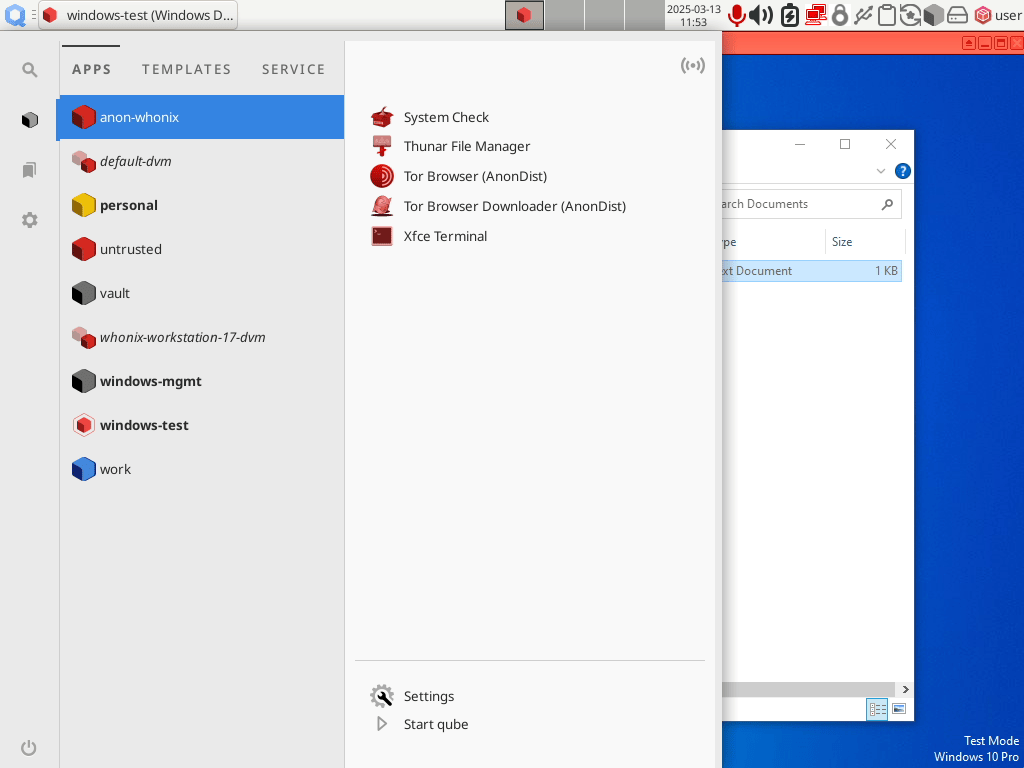 windows-test (Windows D...
2025-03-13
11:53
user
APPS TEMPLATES SERVICE
anon-whonix
default-dvm
personal
untrusted
vault
whonix-workstation-17-dvm
windows-mgmt
windows-test
work
System Check
Thunar File Manager
Tor Browser (AnonDist)
Tor Browser Downloader (AnonDist)
Xfce Terminal
Settings
Start qube
arch Documents
ype Size
ext Document 1 KB
Test Mode
Windows 10 Pro